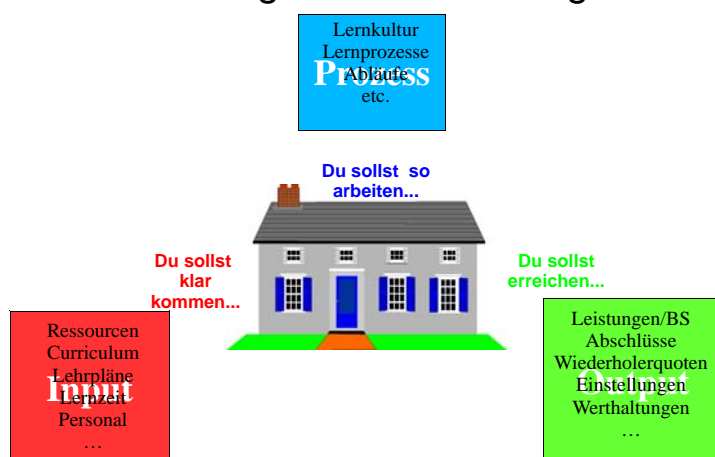 Lernkultur
Lernprozesse
Abläufe
etc.
Prozess
Du sollst so
arbeiten...
Du sollst
klar
kommen...
Du sollst
erreichen...
Ressourcen
Curriculum
Lehrpläne
Lernzeit
Personal
…
Input
Leistungen/BS
Abschlüsse
Wiederholerquoten
Einstellungen
Werthaltungen
…
Output